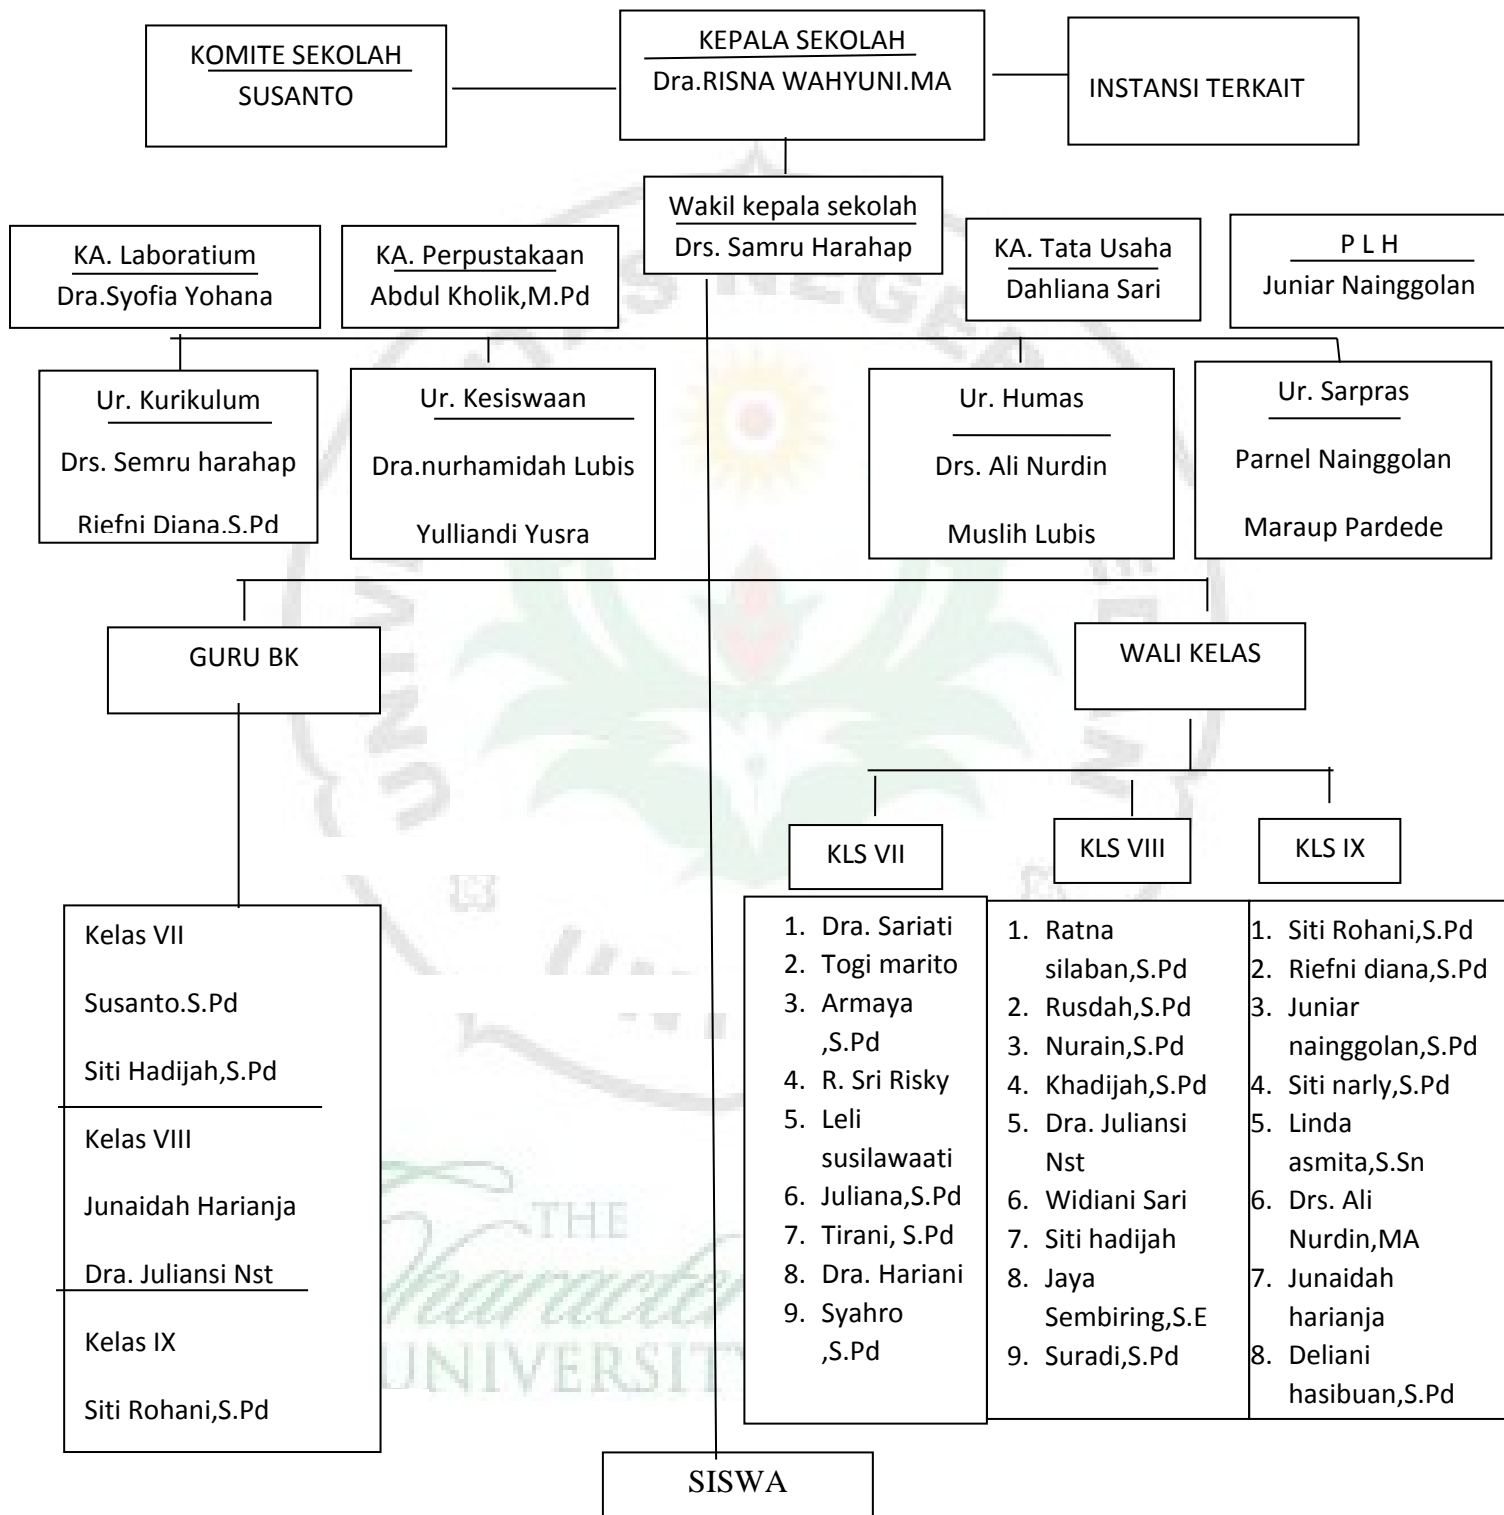 KOMITE SEKOLAH
SUSANTO
KEPALA SEKOLAH
Dra.RISNA WAHYUNI.MA
INSTANSI TERKAIT
Wakil kepala sekolah
Drs. Samru Harahap
KA. Laboratium
Dra.Syofia Yohana
KA. Perpustakaan
Abdul Kholik,M.Pd
KA. Tata Usaha
Dahliana Sari
P L H
Juniar Nainggolan
Ur. Kurikulum
Drs. Semru harahap
Riefni Diana.S.Pd
Ur. Kesiswaan
Dra.nurhamidah Lubis
Yulliandi Yusra
Ur. Humas
Drs. Ali Nurdin
Muslih Lubis
Ur. Sarpras
Parnel Nainggolan
Maraup Pardede
GURU BK
WALI KELAS
KLS VII
KLS VIII
KLS IX
Kelas VII
Susanto.S.Pd
Siti Hadijah,S.Pd
Kelas VIII
Junaidah Harianja
Dra. Juliansi Nst
Kelas IX
Siti Rohani,S.Pd
1. Dra. Sariati
2. Togi marito
3. Armaya
,S.Pd
4. R. Sri Risky
5. Leli
susilawaati
6. Juliana,S.Pd
7. Tirani, S.Pd
8. Dra. Hariani
9. Syahro
,S.Pd
1. Ratna
silaban,S.Pd
2. Rusdah,S.Pd
3. Nurain,S.Pd
4. Khadijah,S.Pd
5. Dra. Juliansi
Nst
6. Widiani Sari
7. Siti hadijah
8. Jaya
Sembiring,S.E
9. Suradi,S.Pd
1. Siti Rohani,S.Pd
2. Riefni diana,S.Pd
3. Juniar
nainggolan,S.Pd
4. Siti narly,S.Pd
5. Linda
asmita,S.Sn
6. Drs. Ali
Nurdin,MA
7. Junaidah
harianja
8. Deliani
hasibuan,S.Pd
SISWA
THE
Character
UNIVERSITY